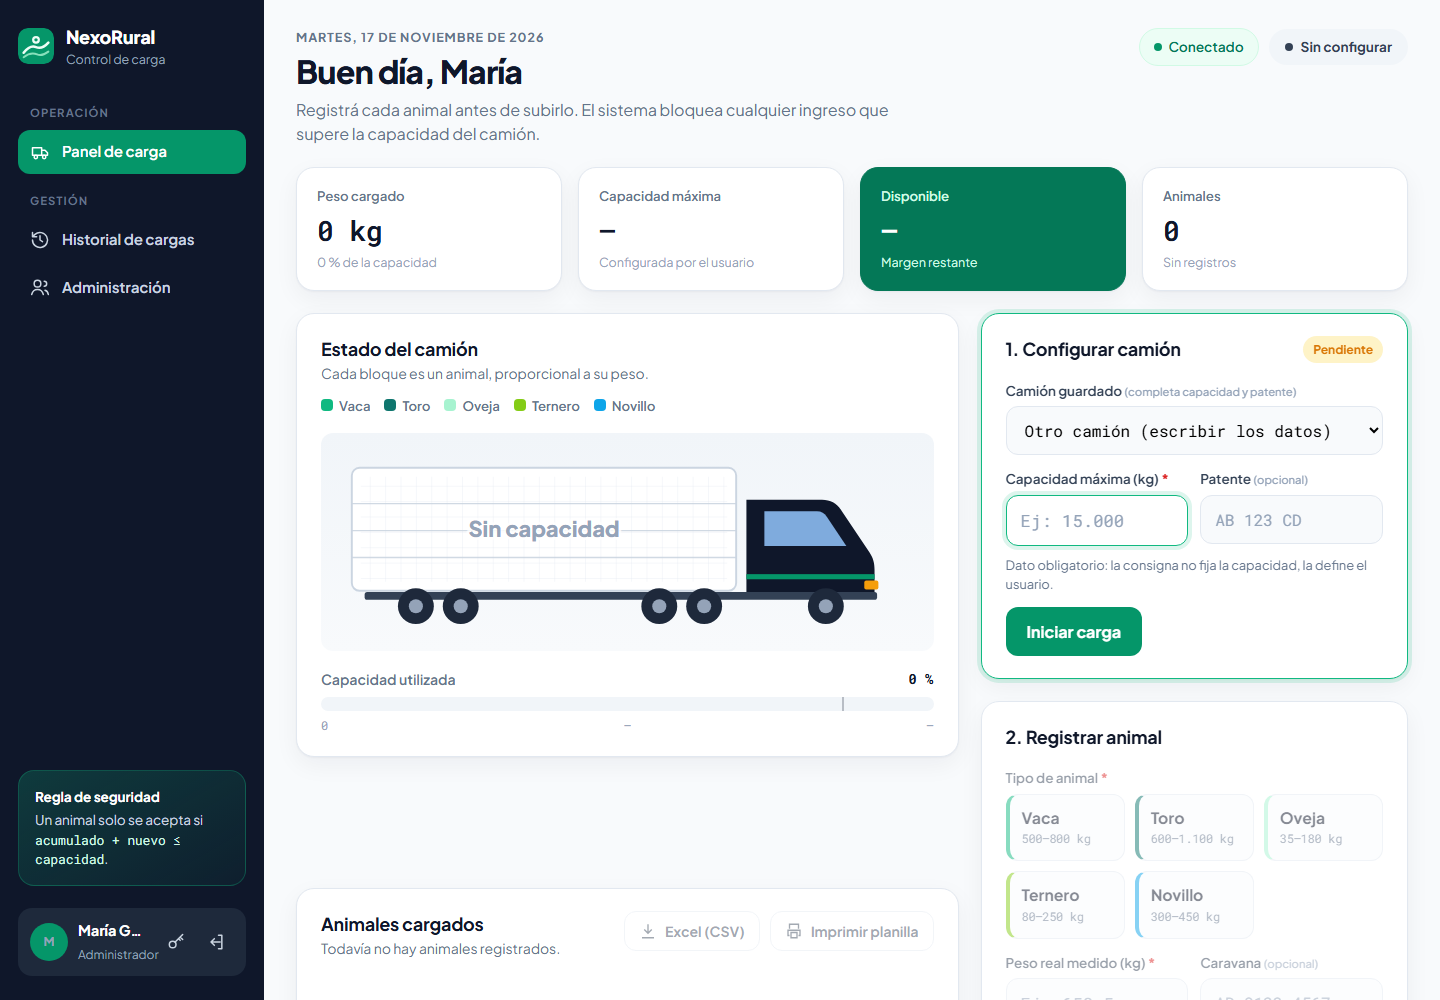 NexoRural
Control de carga
OPERACIÓN
Panel de carga
GESTIÓN
Historial de cargas
Administración
Regla de seguridad
Un animal solo se acepta si
acumulado + nuevo ≤
capacidad.
M
María G...
Administrador
MARTES, 17 DE NOVIEMBRE DE 2026
Buen día, María
Registrá cada animal antes de subirlo. El sistema bloquea cualquier ingreso que
supere la capacidad del camión.
Conectado
Sin configurar
Peso cargado
0 kg
0 % de la capacidad
Capacidad máxima
—
Configurada por el usuario
Disponible
—
Margen restante
Animales
0
Sin registros
Estado del camión
Cada bloque es un animal, proporcional a su peso.
Vaca Toro Oveja Ternero Novillo
Sin capacidad
Capacidad utilizada 0 %
0 — —
Animales cargados
Todavía no hay animales registrados.
Excel (CSV)
Imprimir planilla
1. Configurar camión
Pendiente
Camión guardado (completa capacidad y patente)
Otro camión (escribir los datos)
Capacidad máxima (kg) * Patente (opcional)
Ej: 15.000 AB 123 CD
Dato obligatorio: la consigna no fija la capacidad, la define el
usuario.
Iniciar carga
2. Registrar animal
Tipo de animal *
Vaca
500–800 kg
Toro
600–1.100 kg
Oveja
35–180 kg
Ternero
80–250 kg
Novillo
300–450 kg
Peso real medido (kg) * Caravana (opcional)